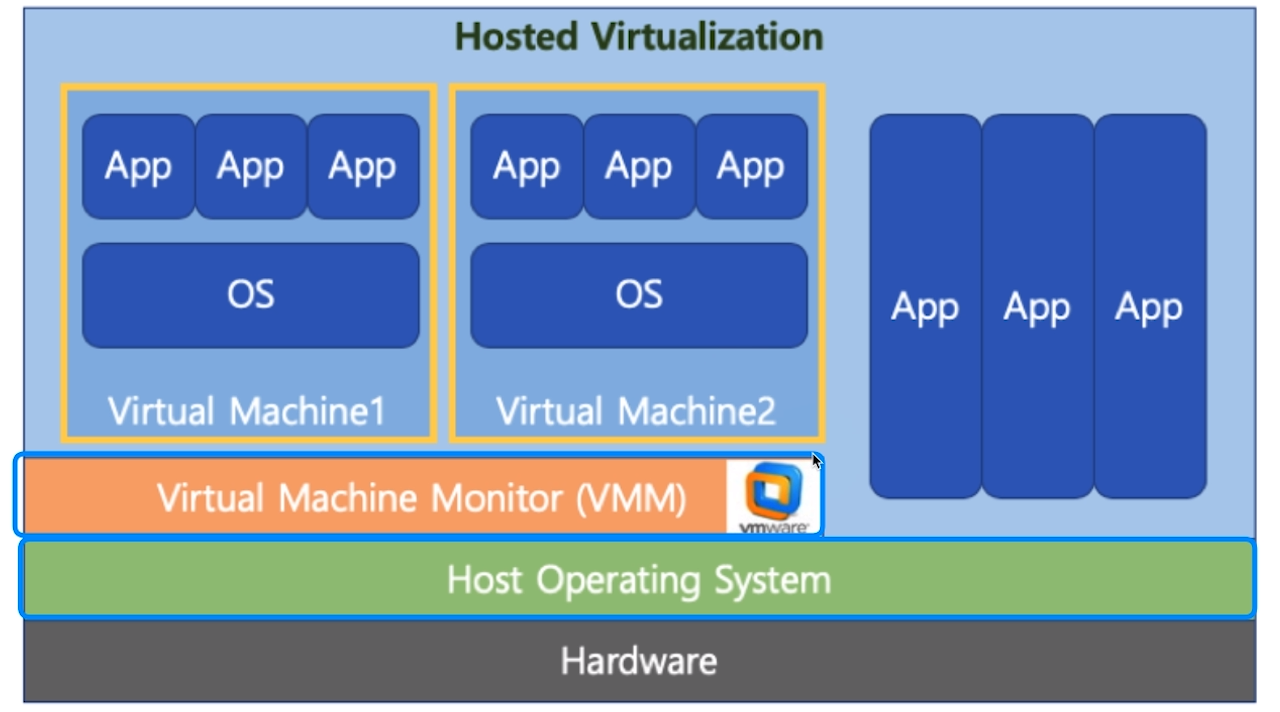 Hosted Virtualization
App App App
OS
Virtual Machine1
App App App
OS
Virtual Machine2
App App App
Virtual Machine Monitor (VMM)
vmware
Host Operating System
Hardware